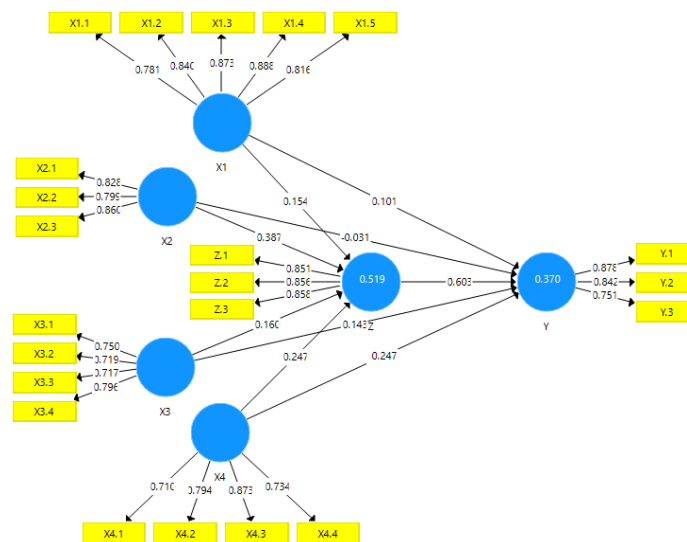 X1.1 X1.2 X1.3 X1.4 X1.5
0.781 0.840 0.873 0.888 0.816
X1
X2.1
X2.2
X2.3
0.828
0.799
0.860
X2
0.154
0.101
0.387
-0.031
Z.1
Z.2
Z.3
0.851
0.856
0.858
0.519
Z
0.603
0.370
Y
0.878
0.842
0.751
Y.1
Y.2
Y.3
X3.1
X3.2
X3.3
X3.4
0.750
0.719
0.717
0.796
X3
0.160
0.143
0.247
0.247
X4
0.710 0.794 0.873 0.734
X4.1 X4.2 X4.3 X4.4